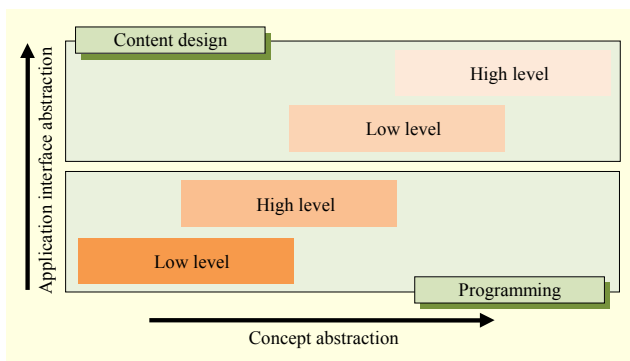 Content design
High level
Low level
High level
Low level
Programming
Application interface abstraction
Concept abstraction